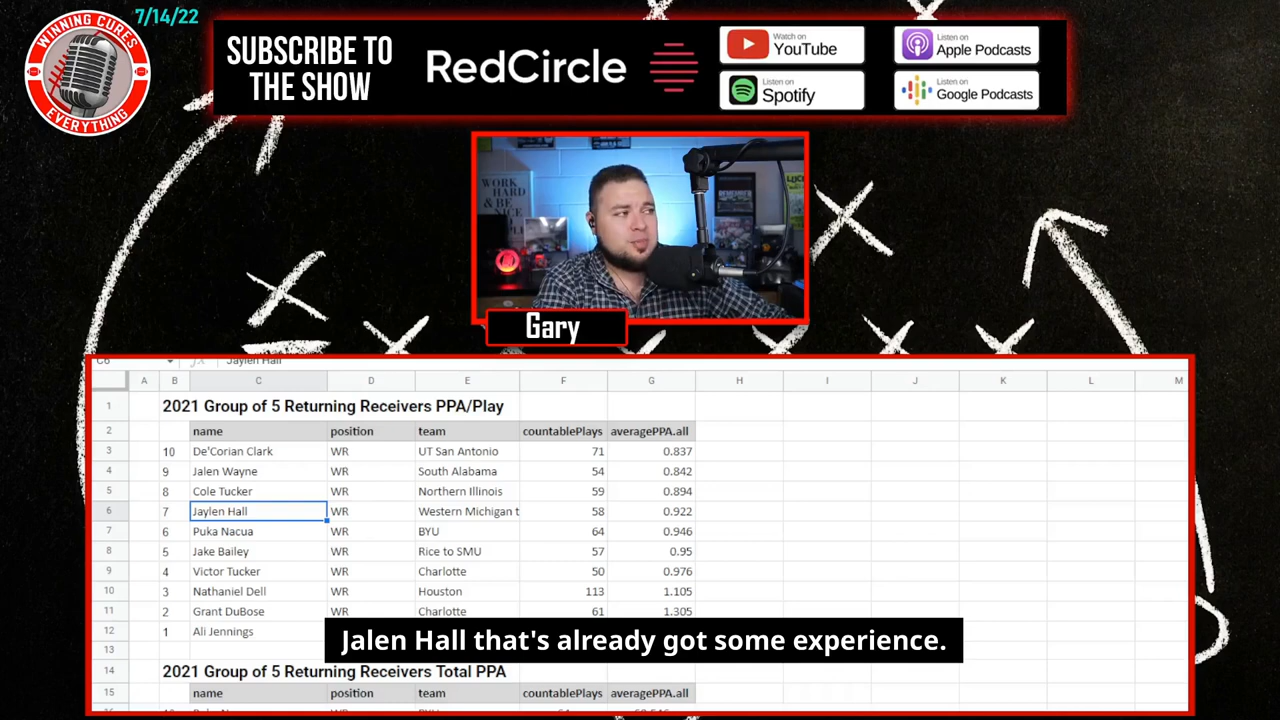 7/14/22
WINNING CURES
EVERYTHING
SUBSCRIBE TO
THE SHOW
RedCircle
Watch on
YouTube
Listen on
Apple Podcasts
Listen on
Spotify
Listen on
Google Podcasts
WORK
HARD
& BE
NICE
Gary
C6 fx Jaylen Hall
A B C D E F G H I J K L M
1 2021 Group of 5 Returning Receivers PPA/Play
2 name position team countablePlays averagePPA.all
3 10 De'Corian Clark WR UT San Antonio 71 0.837
4 9 Jalen Wayne WR South Alabama 54 0.842
5 8 Cole Tucker WR Northern Illinois 59 0.894
6 7 Jaylen Hall WR Western Michigan t 58 0.922
7 6 Puka Nacua WR BYU 64 0.946
8 5 Jake Bailey WR Rice to SMU 57 0.95
9 4 Victor Tucker WR Charlotte 50 0.976
10 3 Nathaniel Dell WR Houston 113 1.105
11 2 Grant DuBose WR Charlotte 61 1.305
12 1 Ali Jennings
Jalen Hall that's already got some experience.
13
14 2021 Group of 5 Returning Receivers Total PPA
15 name position team countablePlays averagePPA.all